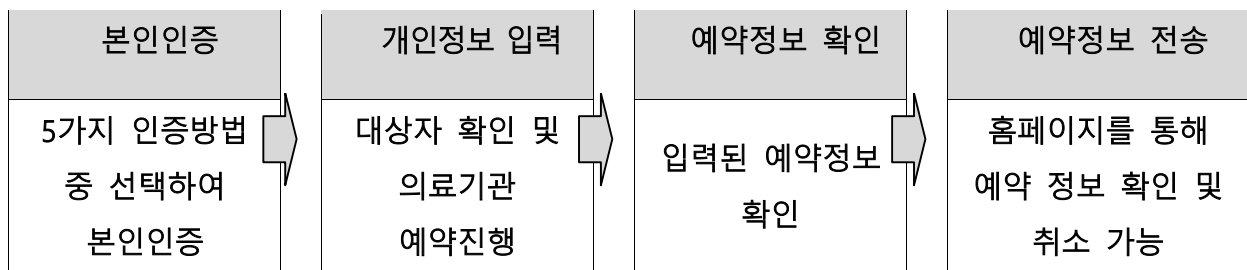 본인인증
5가지 인증방법
중 선택하여
본인인증
개인정보 입력
대상자 확인 및
의료기관
예약진행
예약정보 확인
입력된 예약정보
확인
예약정보 전송
홈페이지를 통해
예약 정보 확인 및
취소 가능